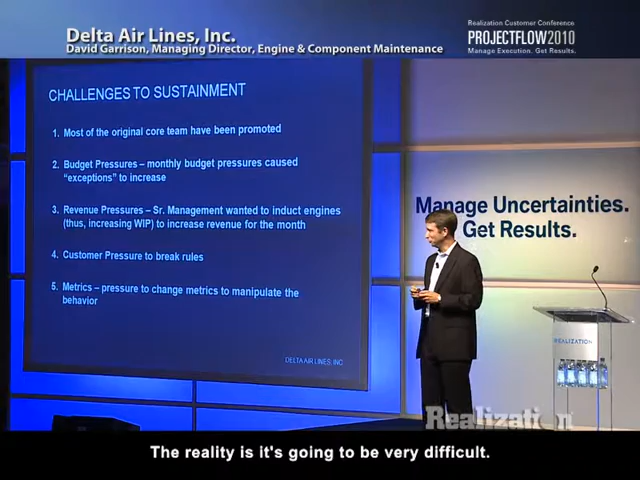 Delta Air Lines, Inc.
David Garrison, Managing Director, Engine & Component Maintenance
Realization Customer Conference
PROJECTFLOW2010
Manage Execution. Get Results.
CHALLENGES TO SUSTAINMENT
1. Most of the original core team have been promoted
2. Budget Pressures – monthly budget pressures caused
“exceptions” to increase
3. Revenue Pressures – Sr. Management wanted to induct engines
(thus, increasing WIP) to increase revenue for the month
4. Customer Pressure to break rules
5. Metrics – pressure to change metrics to manipulate the
behavior
DELTA AIR LINES, INC
Manage Uncertainties.
Get Results.
REALIZATION
Realization
The reality is it's going to be very difficult.